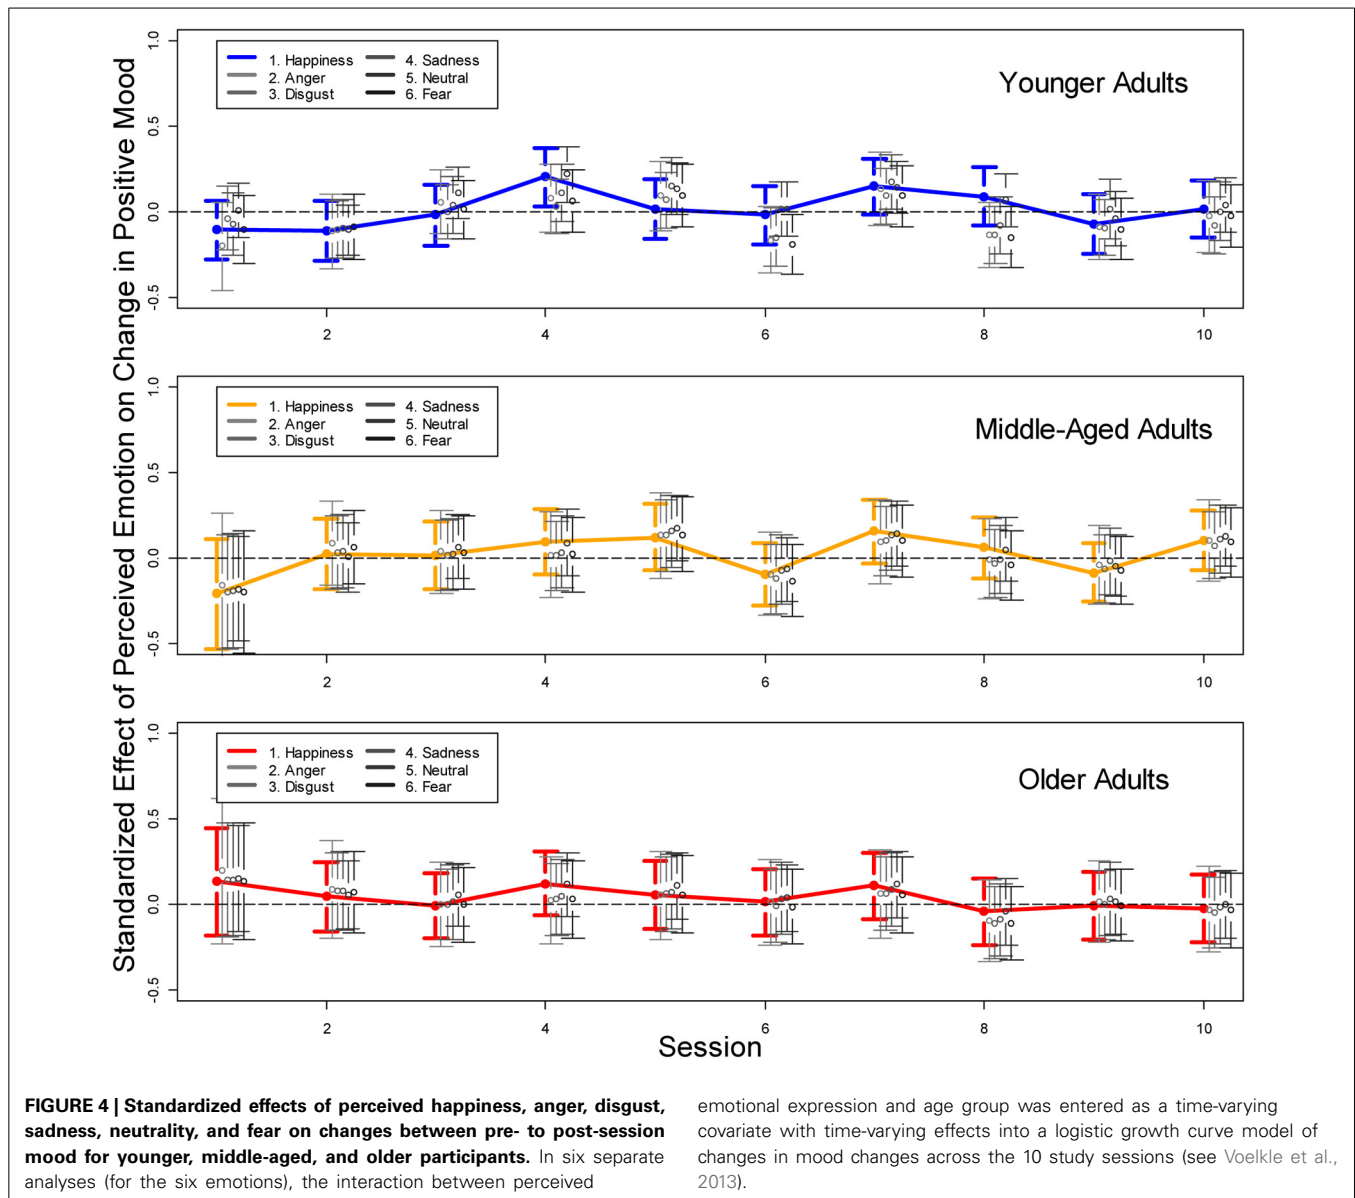 Standardized Effect of Perceived Emotion on Change in Positive Mood
1. Happiness 4. Sadness
2. Anger 5. Neutral
3. Disgust 6. Fear
Younger Adults
1.0
0.5
0.0
-0.5
2 4 6 8 10
1. Happiness 4. Sadness
2. Anger 5. Neutral
3. Disgust 6. Fear
Middle-Aged Adults
1.0
0.5
0.0
-0.5
2 4 6 8 10
1. Happiness 4. Sadness
2. Anger 5. Neutral
3. Disgust 6. Fear
Older Adults
1.0
0.5
0.0
-0.5
2 4 6 8 10
Session
FIGURE 4 | Standardized effects of perceived happiness, anger, disgust,
sadness, neutrality, and fear on changes between pre- to post-session
mood for younger, middle-aged, and older participants. In six separate
analyses (for the six emotions), the interaction between perceived
emotional expression and age group was entered as a time-varying
covariate with time-varying effects into a logistic growth curve model of
changes in mood changes across the 10 study sessions (see Voelkle et al.,
2013).